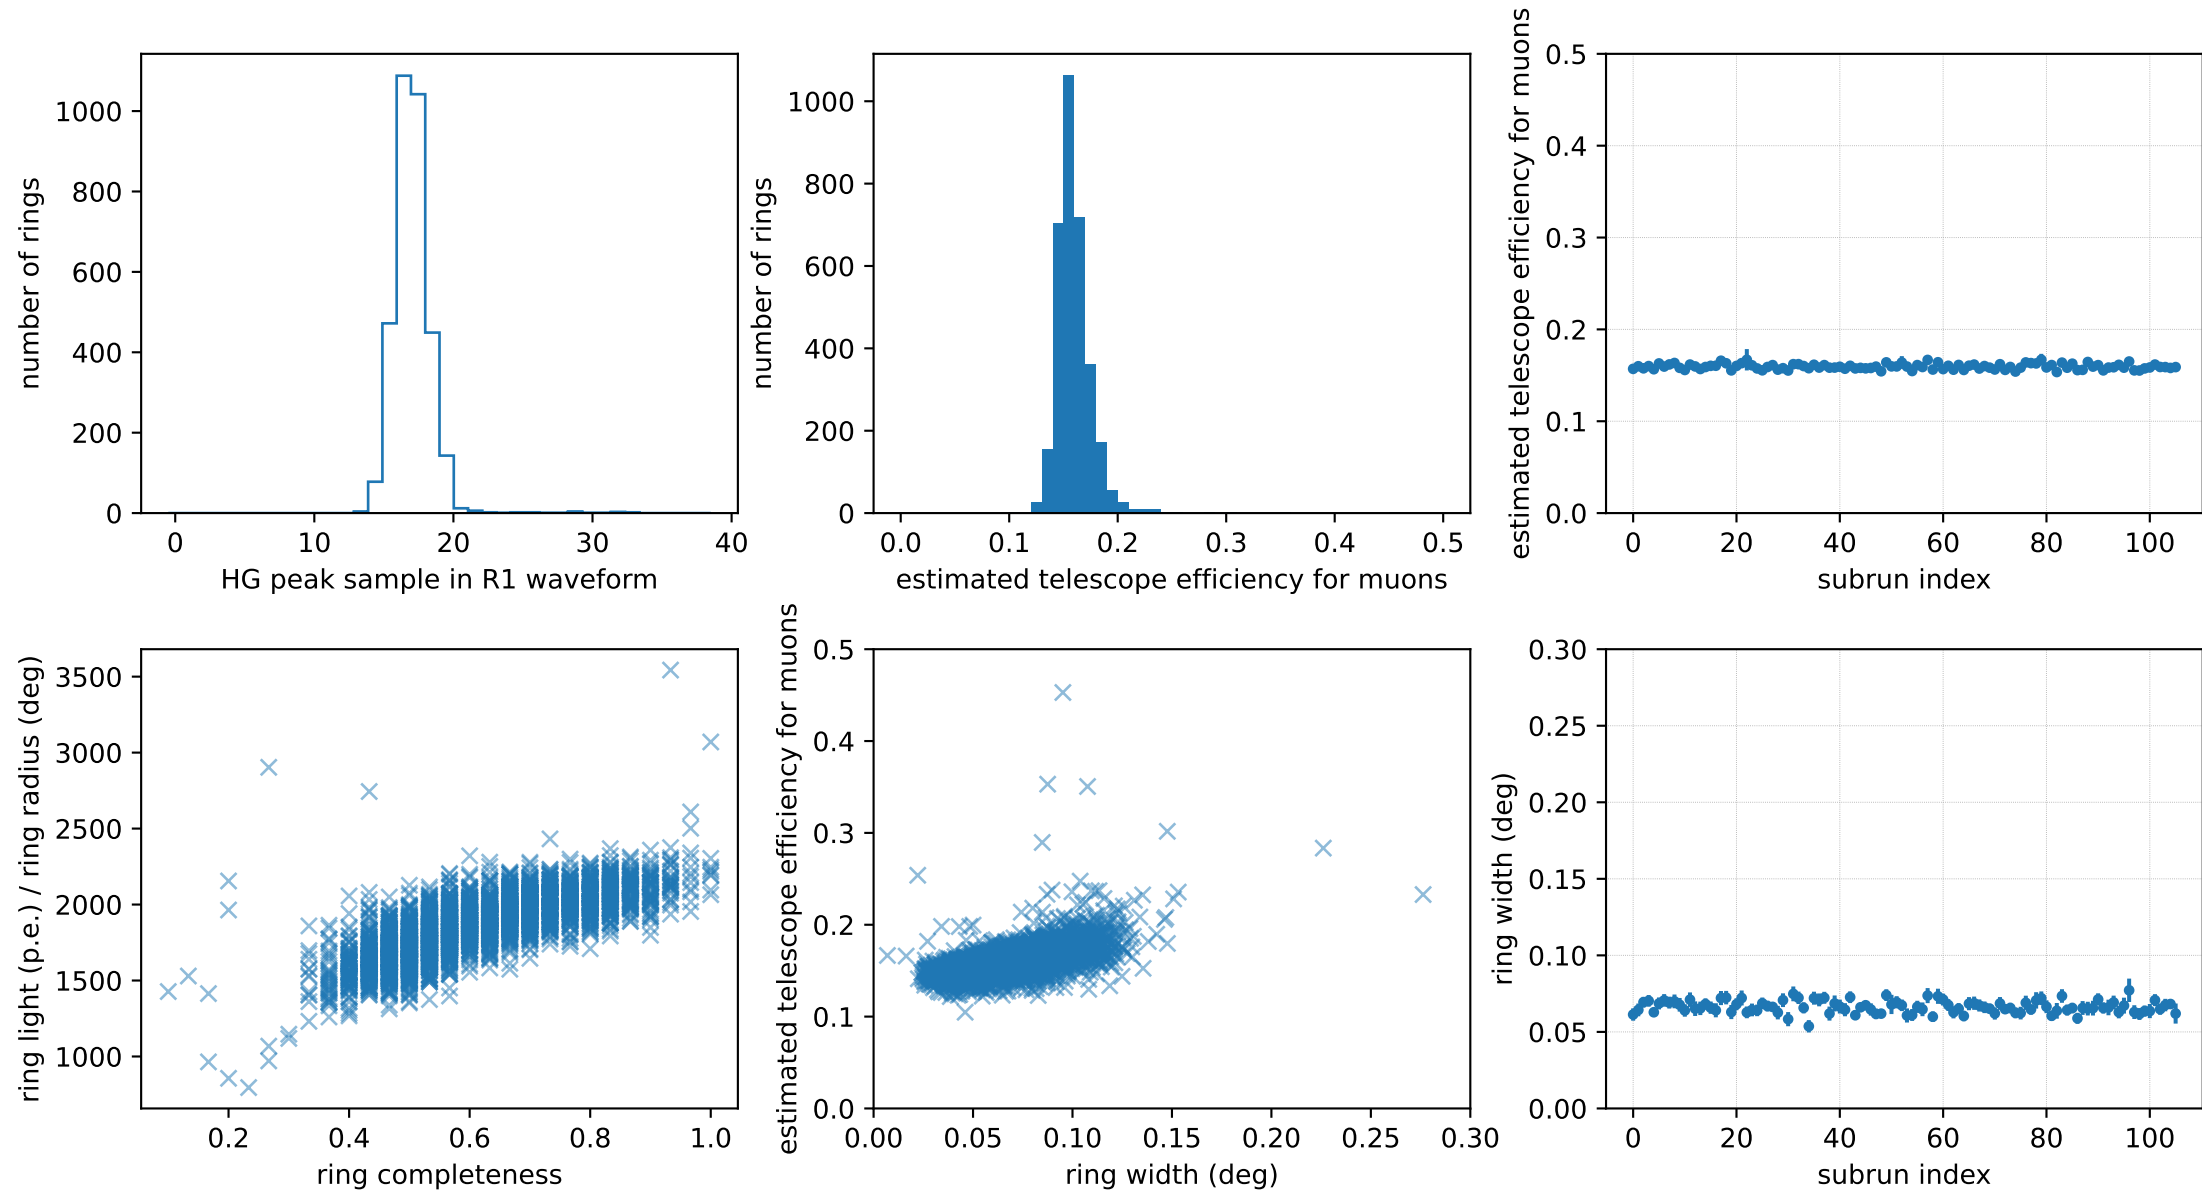 number of rings
1000
800
600
400
200
0
0 10 20 30 40
HG peak sample in R1 waveform
number of rings
1000
800
600
400
200
0
0.0 0.1 0.2 0.3 0.4 0.5
estimated telescope efficiency for muons
estimated telescope efficiency for muons
0.5
0.4
0.3
0.2
0.1
0.0
0 20 40 60 80 100
subrun index
ring light (p.e.) / ring radius (deg)
3500
3000
2500
2000
1500
1000
0.2 0.4 0.6 0.8 1.0
ring completeness
estimated telescope efficiency for muons
0.5
0.4
0.3
0.2
0.1
0.0
0.00 0.05 0.10 0.15 0.20 0.25 0.30
ring width (deg)
ring width (deg)
0.30
0.25
0.20
0.15
0.10
0.05
0.00
0 20 40 60 80 100
subrun index